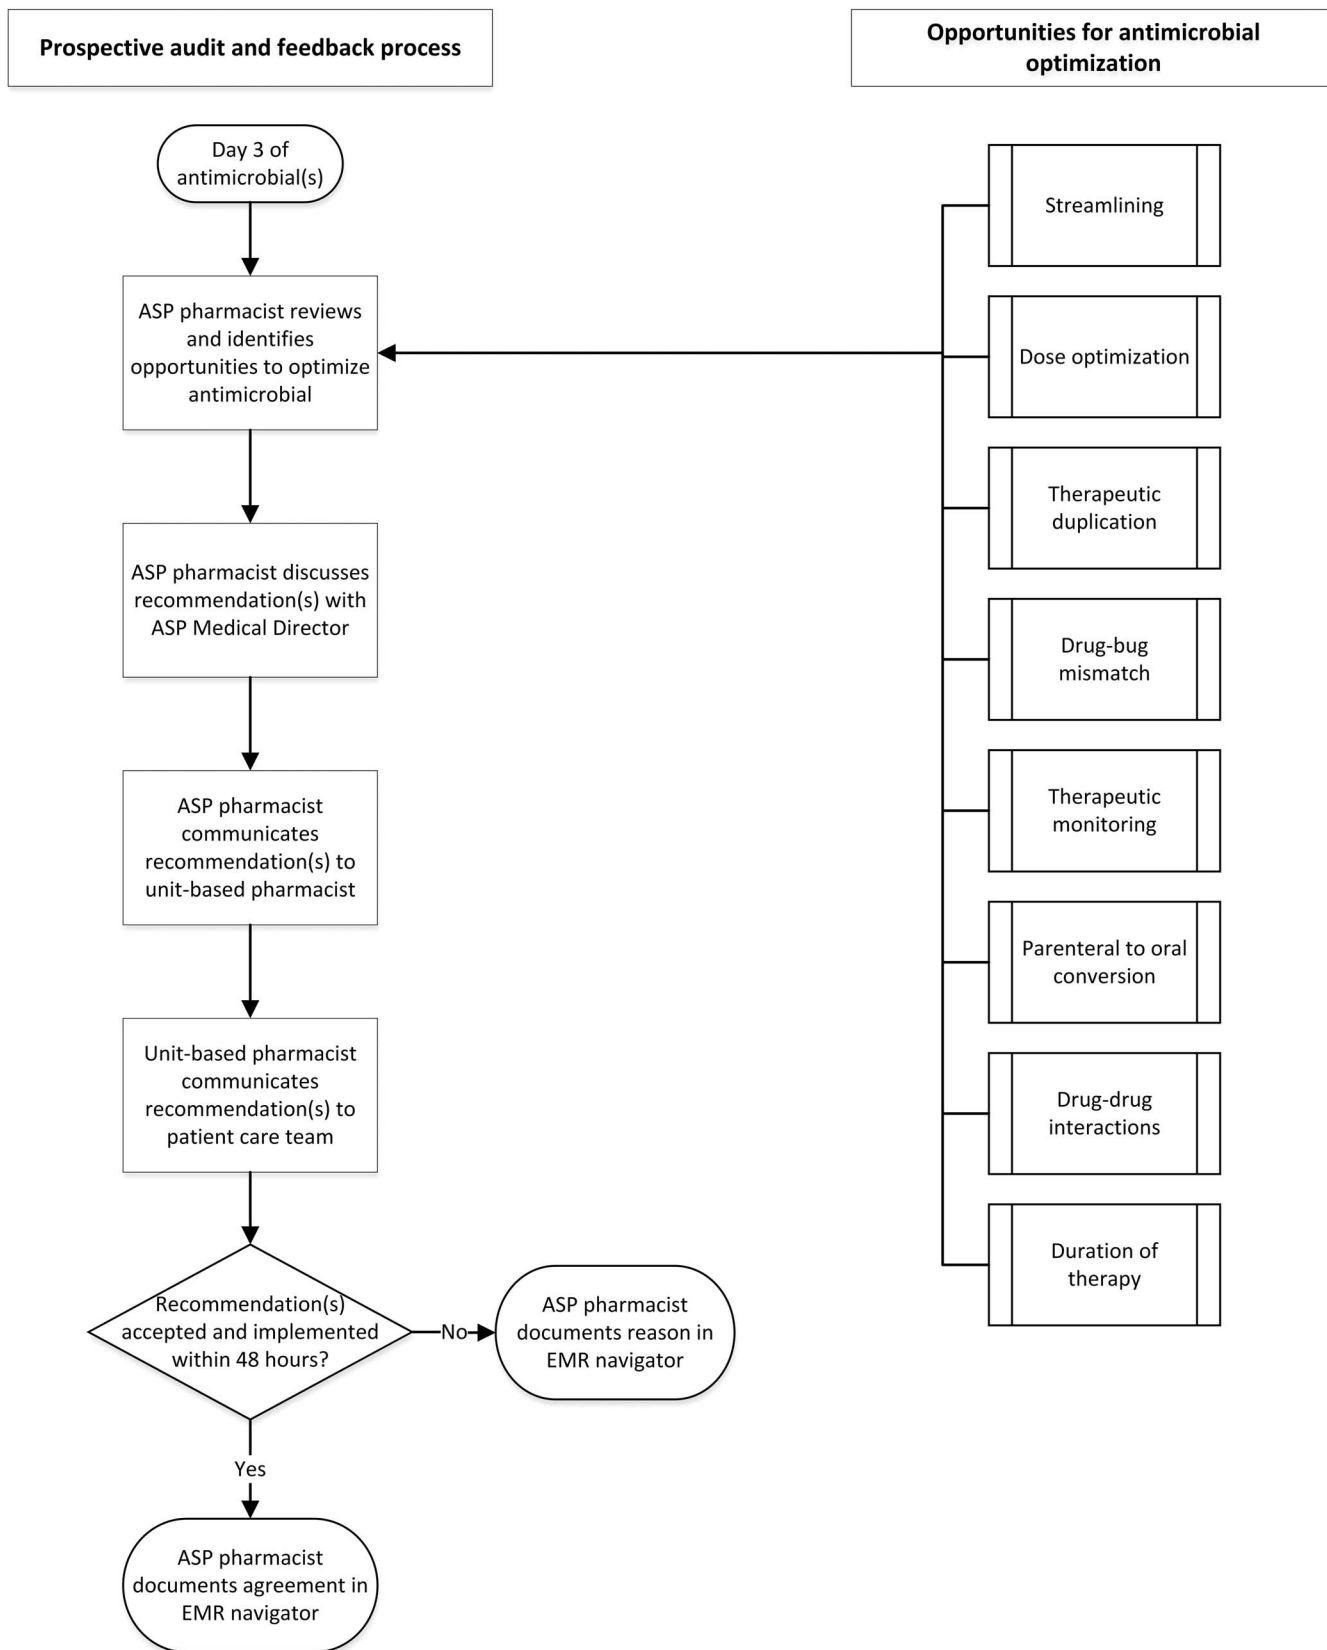 Prospective audit and feedback process
Day 3 of
antimicrobial(s)
ASP pharmacist reviews
and identifies
opportunities to optimize
antimicrobial
ASP pharmacist discusses
recommendation(s) with
ASP Medical Director
ASP pharmacist
communicates
recommendation(s) to
unit-based pharmacist
Unit-based pharmacist
communicates
recommendation(s) to
patient care team
Recommendation(s)
accepted and implemented
within 48 hours?
No
ASP pharmacist
documents reason in
EMR navigator
Yes
ASP pharmacist
documents agreement in
EMR navigator
Opportunities for antimicrobial
optimization
Streamlining
Dose optimization
Therapeutic
duplication
Drug-bug
mismatch
Therapeutic
monitoring
Parenteral to oral
conversion
Drug-drug
interactions
Duration of
therapy